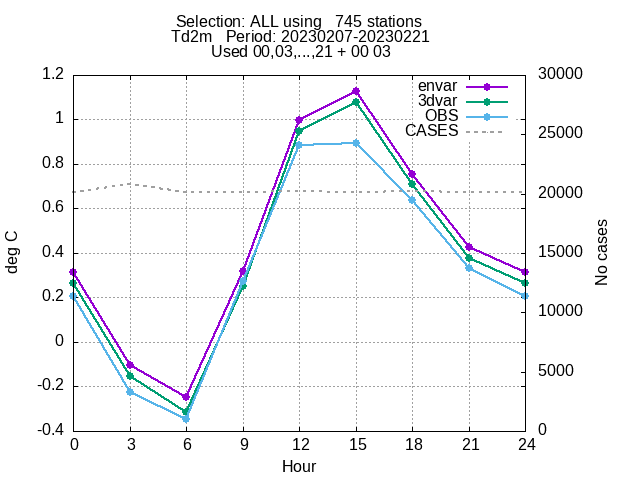 Selection: ALL using   745 stations
Td2m   Period: 20230207-20230221
Used 00,03,...,21 + 00 03
1.2
1
0.8
0.6
0.4
0.2
0
-0.2
-0.4
30000
25000
20000
15000
10000
5000
0
envar
3dvar
OBS
CASES
deg C
No cases
0 3 6 9 12 15 18 21 24
Hour